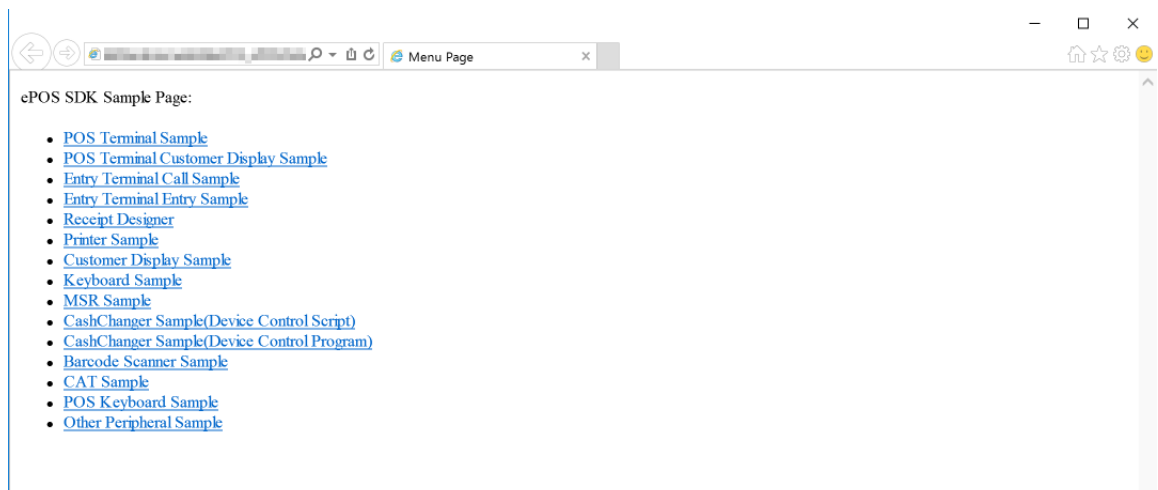 Menu Page
ePOS SDK Sample Page:
POS Terminal Sample
POS Terminal Customer Display Sample
Entry Terminal Call Sample
Entry Terminal Entry Sample
Receipt Designer
Printer Sample
Customer Display Sample
Keyboard Sample
MSR Sample
CashChanger Sample(Device Control Script)
CashChanger Sample(Device Control Program)
Barcode Scanner Sample
CAT Sample
POS Keyboard Sample
Other Peripheral Sample